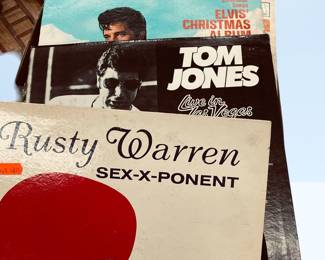 ELVIS'
CHRISTMAS
ALBUM
TOM
JONES
Live in
Las Vegas
Rusty Warren
SEX-X-PONENT